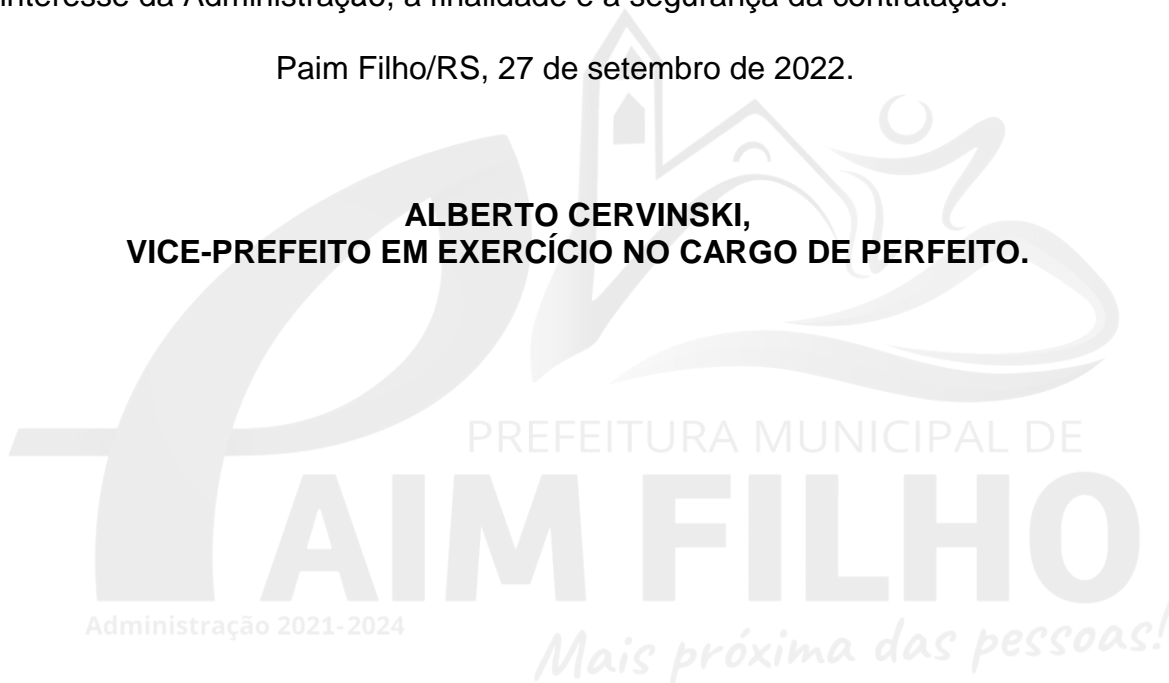 interesse da Administração, a finalidade e a segurança da contratação.
Paim Filho/RS, 27 de setembro de 2022.
ALBERTO CERVINSKI,
VICE-PREFEITO EM EXERCÍCIO NO CARGO DE PERFEITO.
PREFEITURA MUNICIPAL DE
PAIM FILHO
Administração 2021-2024
Mais próxima das pessoas!